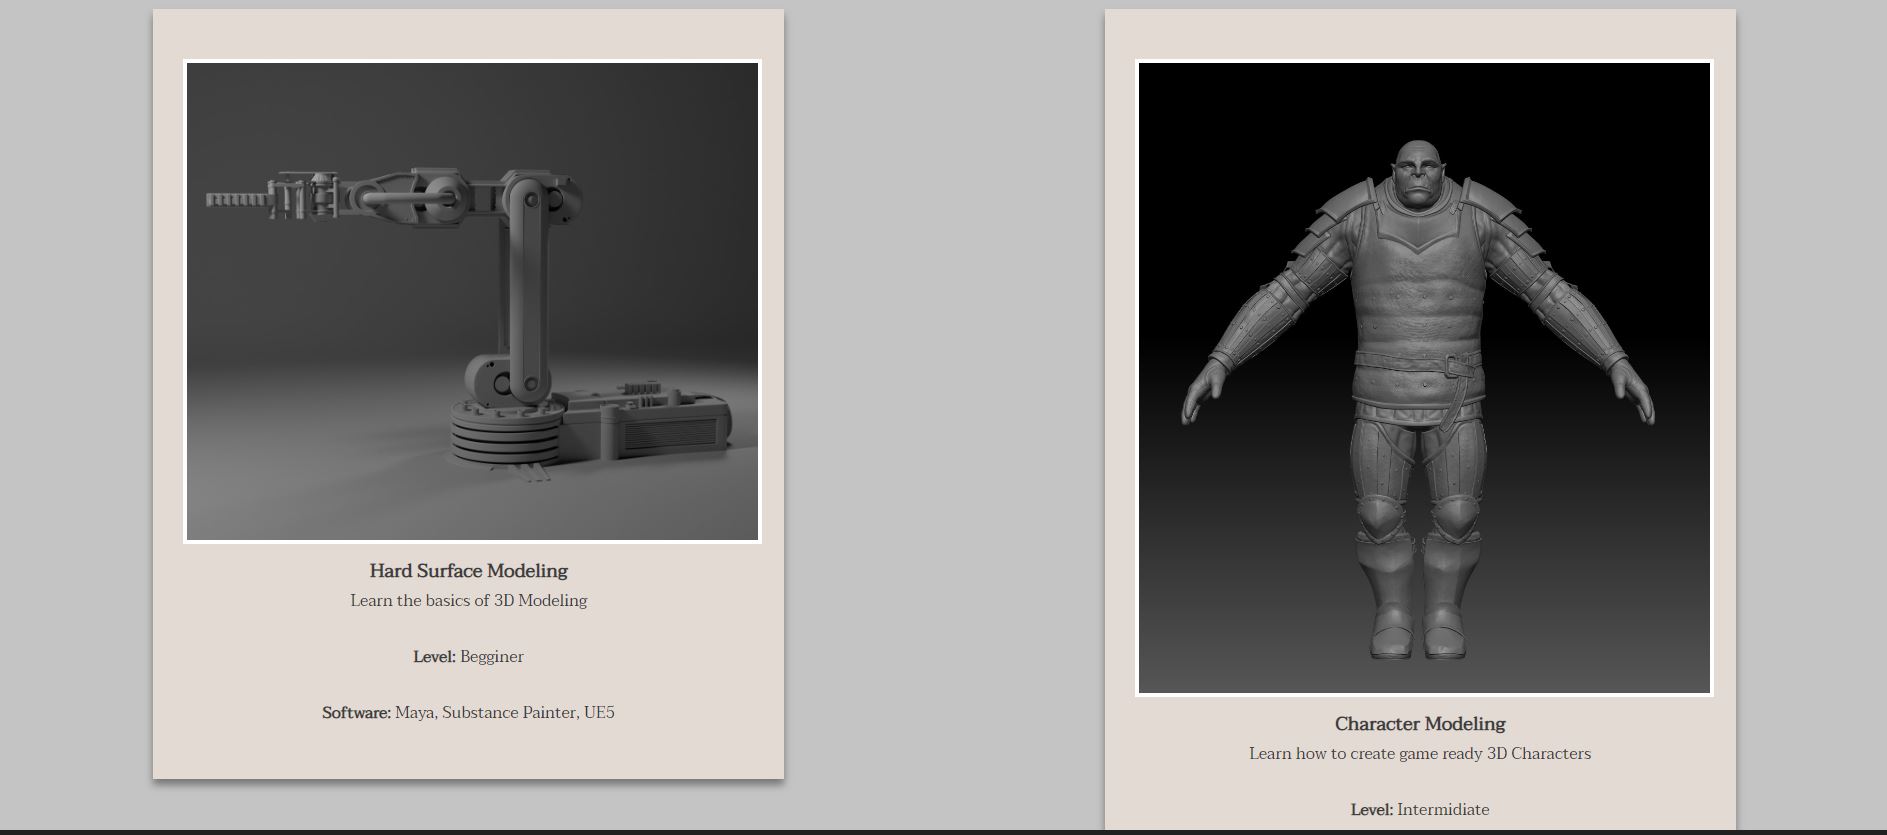 Hard Surface Modeling
Learn the basics of 3D Modeling
Level: Begginer
Software: Maya, Substance Painter, UE5
Character Modeling
Learn how to create game ready 3D Characters
Level: Intermidiate